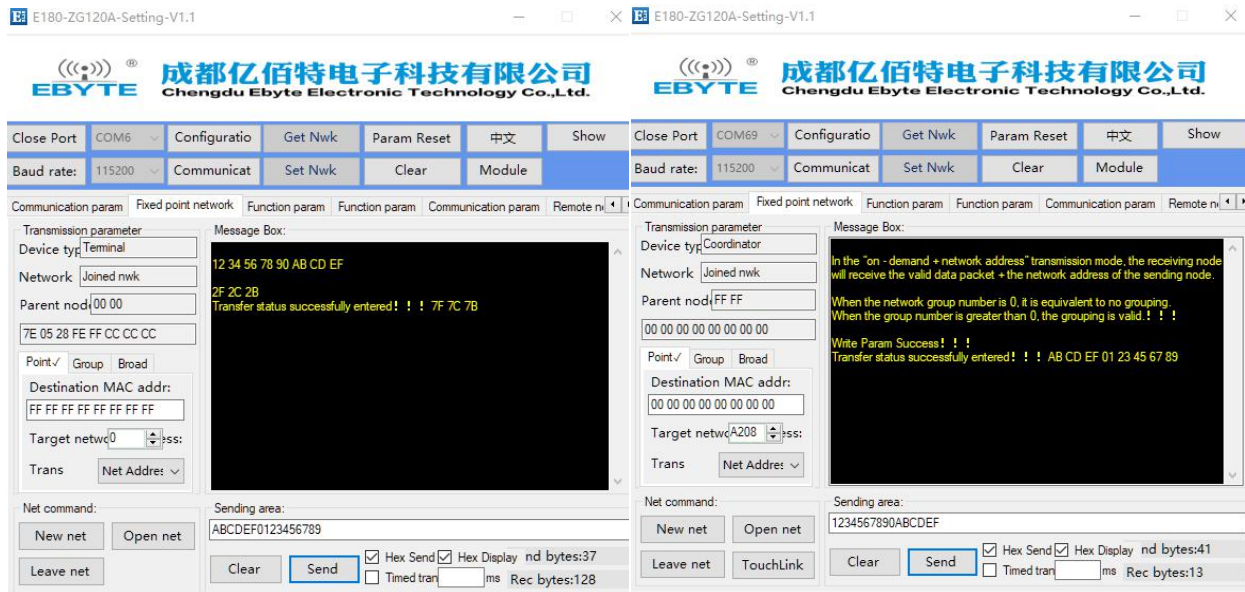 E180-ZG120A-Setting-V1.1
EBYTE ®
成都亿佰特电子科技有限公司
Chengdu Ebyte Electronic Technology Co.,Ltd.
Close Port COM6 Configuratio Get Nwk Param Reset 中文 Show
Baud rate: 115200 Communicat Set Nwk Clear Module
Communication param Fixed point network Function param Function param Communication param Remote n
Transmission parameter
Device typ Terminal
Network Joined nwk
Parent nod 00 00
7E 05 28 FE FF CC CC CC
Point✓ Group Broad
Destination MAC addr:
FF FF FF FF FF FF FF FF
Target netwo 0 ess:
Trans Net Addres
Message Box:
12 34 56 78 90 AB CD EF
2F 2C 2B
Transfer status successfully entered！！！ 7F 7C 7B
Net command:
New net Open net
Leave net
Sending area:
ABCDEF0123456789
Clear Send Hex Send Hex Display nd bytes:37
Timed tran ms Rec bytes:128
E180-ZG120A-Setting-V1.1
EBYTE ®
成都亿佰特电子科技有限公司
Chengdu Ebyte Electronic Technology Co.,Ltd.
Close Port COM69 Configuratio Get Nwk Param Reset 中文 Show
Baud rate: 115200 Communicat Set Nwk Clear Module
Communication param Fixed point network Function param Function param Communication param Remote n
Transmission parameter
Device typ Coordinator
Network Joined nwk
Parent nod FF FF
00 00 00 00 00 00 00 00
Point✓ Group Broad
Destination MAC addr:
00 00 00 00 00 00 00 00
Target netwo A208 ess:
Trans Net Addres
Message Box:
In the "on - demand + network address" transmission mode, the receiving node
will receive the valid data packet + the network address of the sending node.
When the network group number is 0, it is equivalent to no grouping.
When the group number is greater than 0, the grouping is valid.！！！
Write Param Success！！！
Transfer status successfully entered！！！ AB CD EF 01 23 45 67 89
Net command:
New net Open net
Leave net TouchLink
Sending area:
1234567890ABCDEF
Clear Send Hex Send Hex Display nd bytes:41
Timed tran ms Rec bytes:13